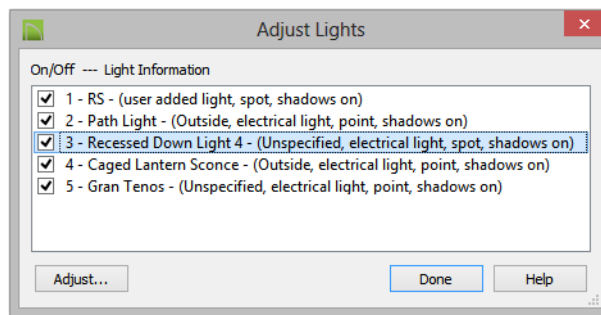 Adjust Lights
On/Off --- Light Information
1 - RS - (user added light, spot, shadows on)
2 - Path Light - (Outside, electrical light, point, shadows on)
3 - Recessed Down Light 4 - (Unspecified, electrical light, spot, shadows on)
4 - Caged Lantern Sconce - (Outside, electrical light, point, shadows on)
5 - Gran Tenos - (Unspecified, electrical light, point, shadows on)
Adjust... Done Help